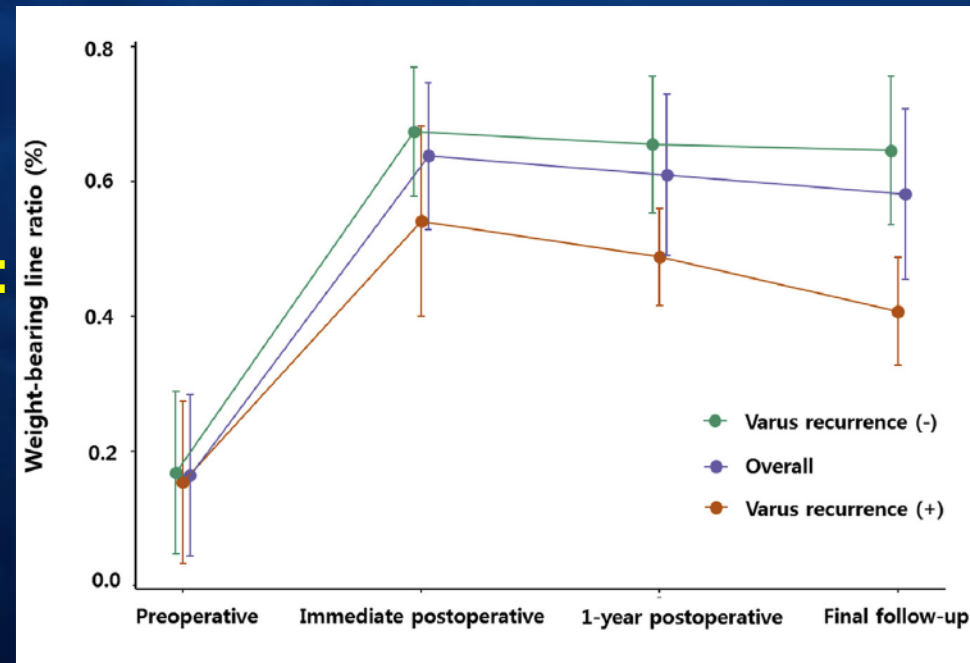 Weight-bearing line ratio (%)
0.8
0.6
0.4
0.2
0.0
Preoperative Immediate postoperative 1-year postoperative Final follow-up
Varus recurrence (-)
Overall
Varus recurrence (+)